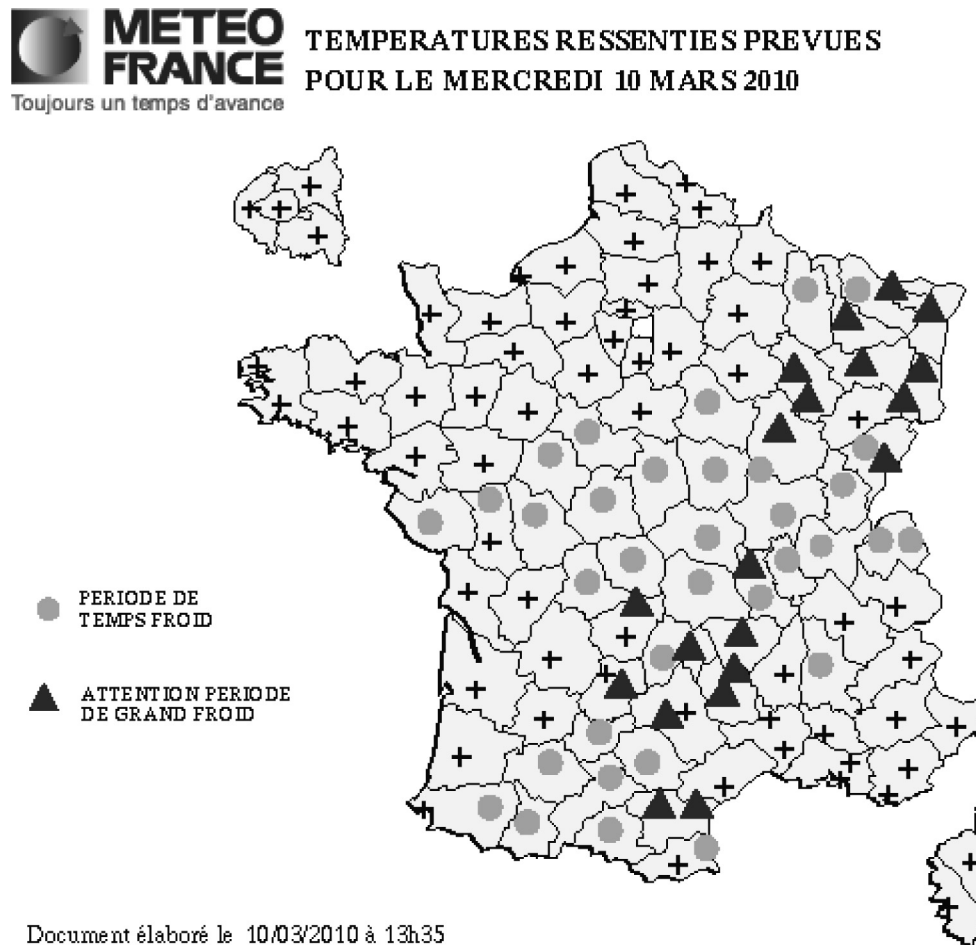 METEO
FRANCE
Toujours un temps d'avance
TEMPERATURES RESSENTIES PREVUES
POUR LE MERCREDI 10 MARS 2010
PERIODE DE
TEMPS FROID
ATTENTION PERIODE
DE GRAND FROID
Document élaboré le 10/03/2010 à 13h35